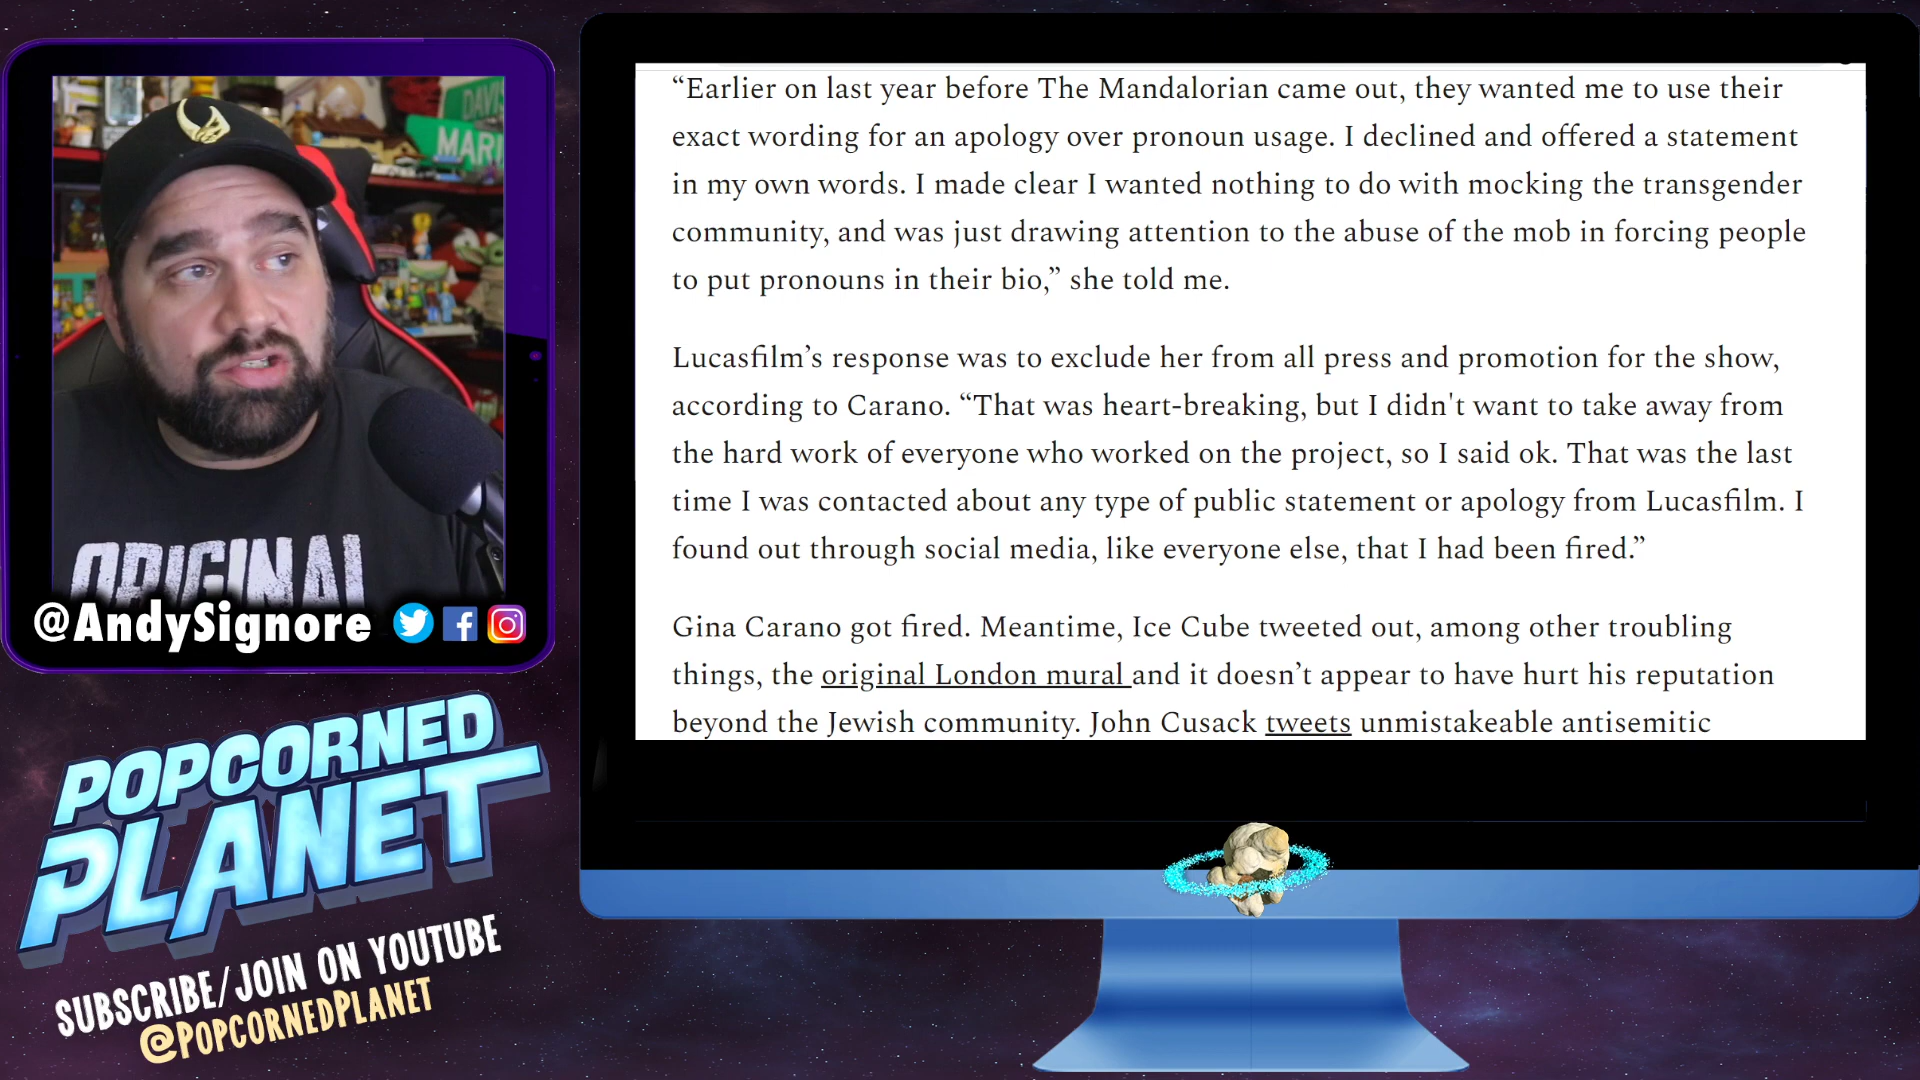 DAVIS
MARI
ORIGINAL
@AndySignore
POPCORNED
PLANET
SUBSCRIBE/JOIN ON YOUTUBE
@POPCORNEDPLANET
“Earlier on last year before The Mandalorian came out, they wanted me to use their
exact wording for an apology over pronoun usage. I declined and offered a statement
in my own words. I made clear I wanted nothing to do with mocking the transgender
community, and was just drawing attention to the abuse of the mob in forcing people
to put pronouns in their bio,” she told me.
Lucasfilm’s response was to exclude her from all press and promotion for the show,
according to Carano. “That was heart-breaking, but I didn't want to take away from
the hard work of everyone who worked on the project, so I said ok. That was the last
time I was contacted about any type of public statement or apology from Lucasfilm. I
found out through social media, like everyone else, that I had been fired.”
Gina Carano got fired. Meantime, Ice Cube tweeted out, among other troubling
things, the original London mural and it doesn’t appear to have hurt his reputation
beyond the Jewish community. John Cusack tweets unmistakeable antisemitic